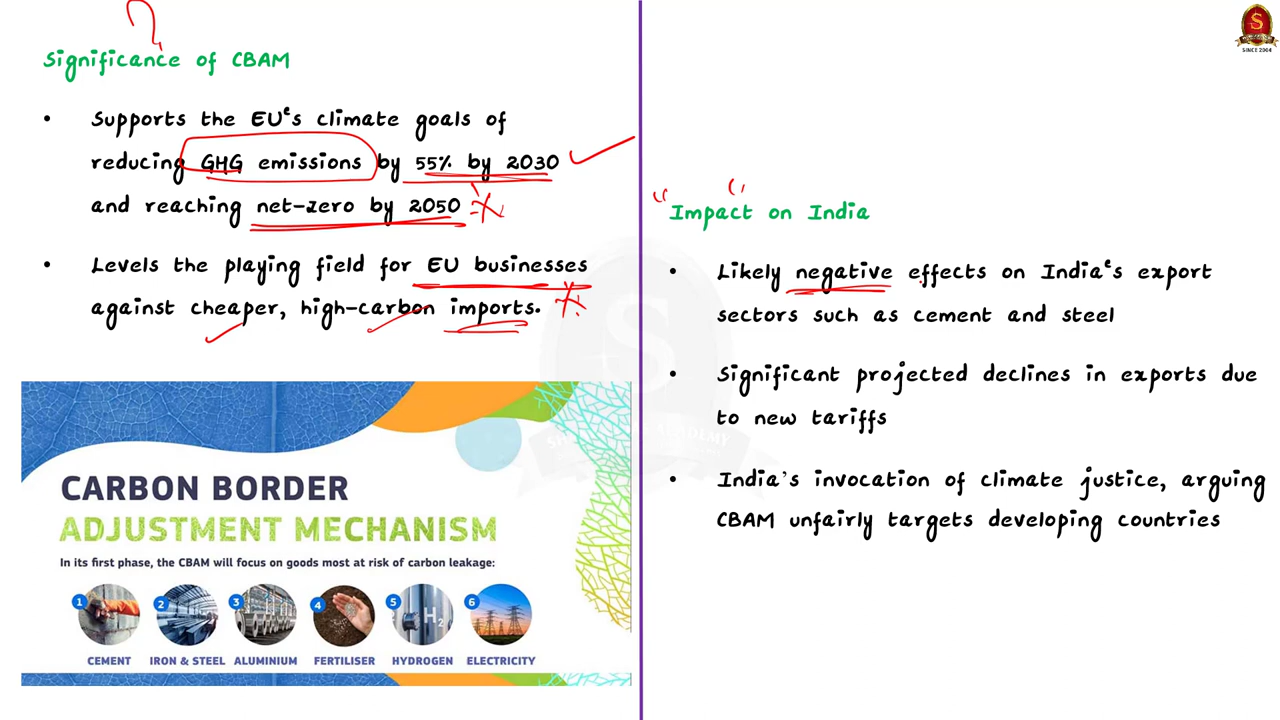 Significance of CBAM
• Supports the EUᵉs climate goals of
reducing GHG emissions by 55% by 2030
and reaching net-zero by 2050
• Levels the playing field for EU businesses
against cheaper, high-carbon imports.
CARBON BORDER
ADJUSTMENT MECHANISM
In its first phase, the CBAM will focus on goods most at risk of carbon leakage:
1 2 3 4 5 6
H2
CEMENT IRON & STEEL ALUMINIUM FERTILISER HYDROGEN ELECTRICITY
S
SINCE 2004
Impact on India
• Likely negative effects on Indiaᵉs export
sectors such as cement and steel
• Significant projected declines in exports due
to new tariffs
• India's invocation of climate justice, arguing
CBAM unfairly targets developing countries